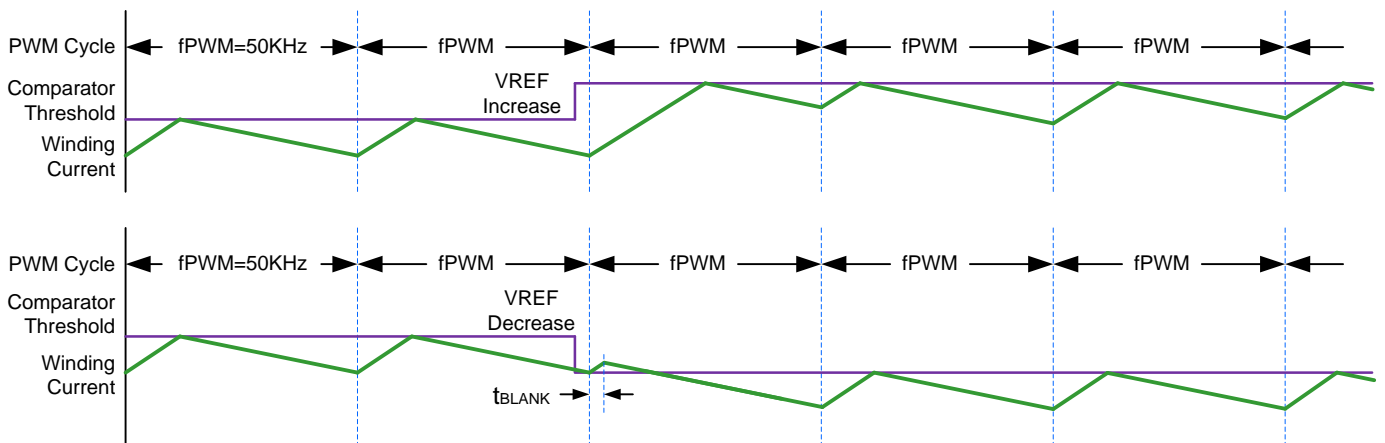 PWM Cycle fPWM=50KHz fPWM fPWM fPWM fPWM
Comparator
Threshold
VREF
Increase
Winding
Current
PWM Cycle fPWM=50KHz fPWM fPWM fPWM fPWM
Comparator
Threshold
VREF
Decrease
Winding
Current
tBLANK